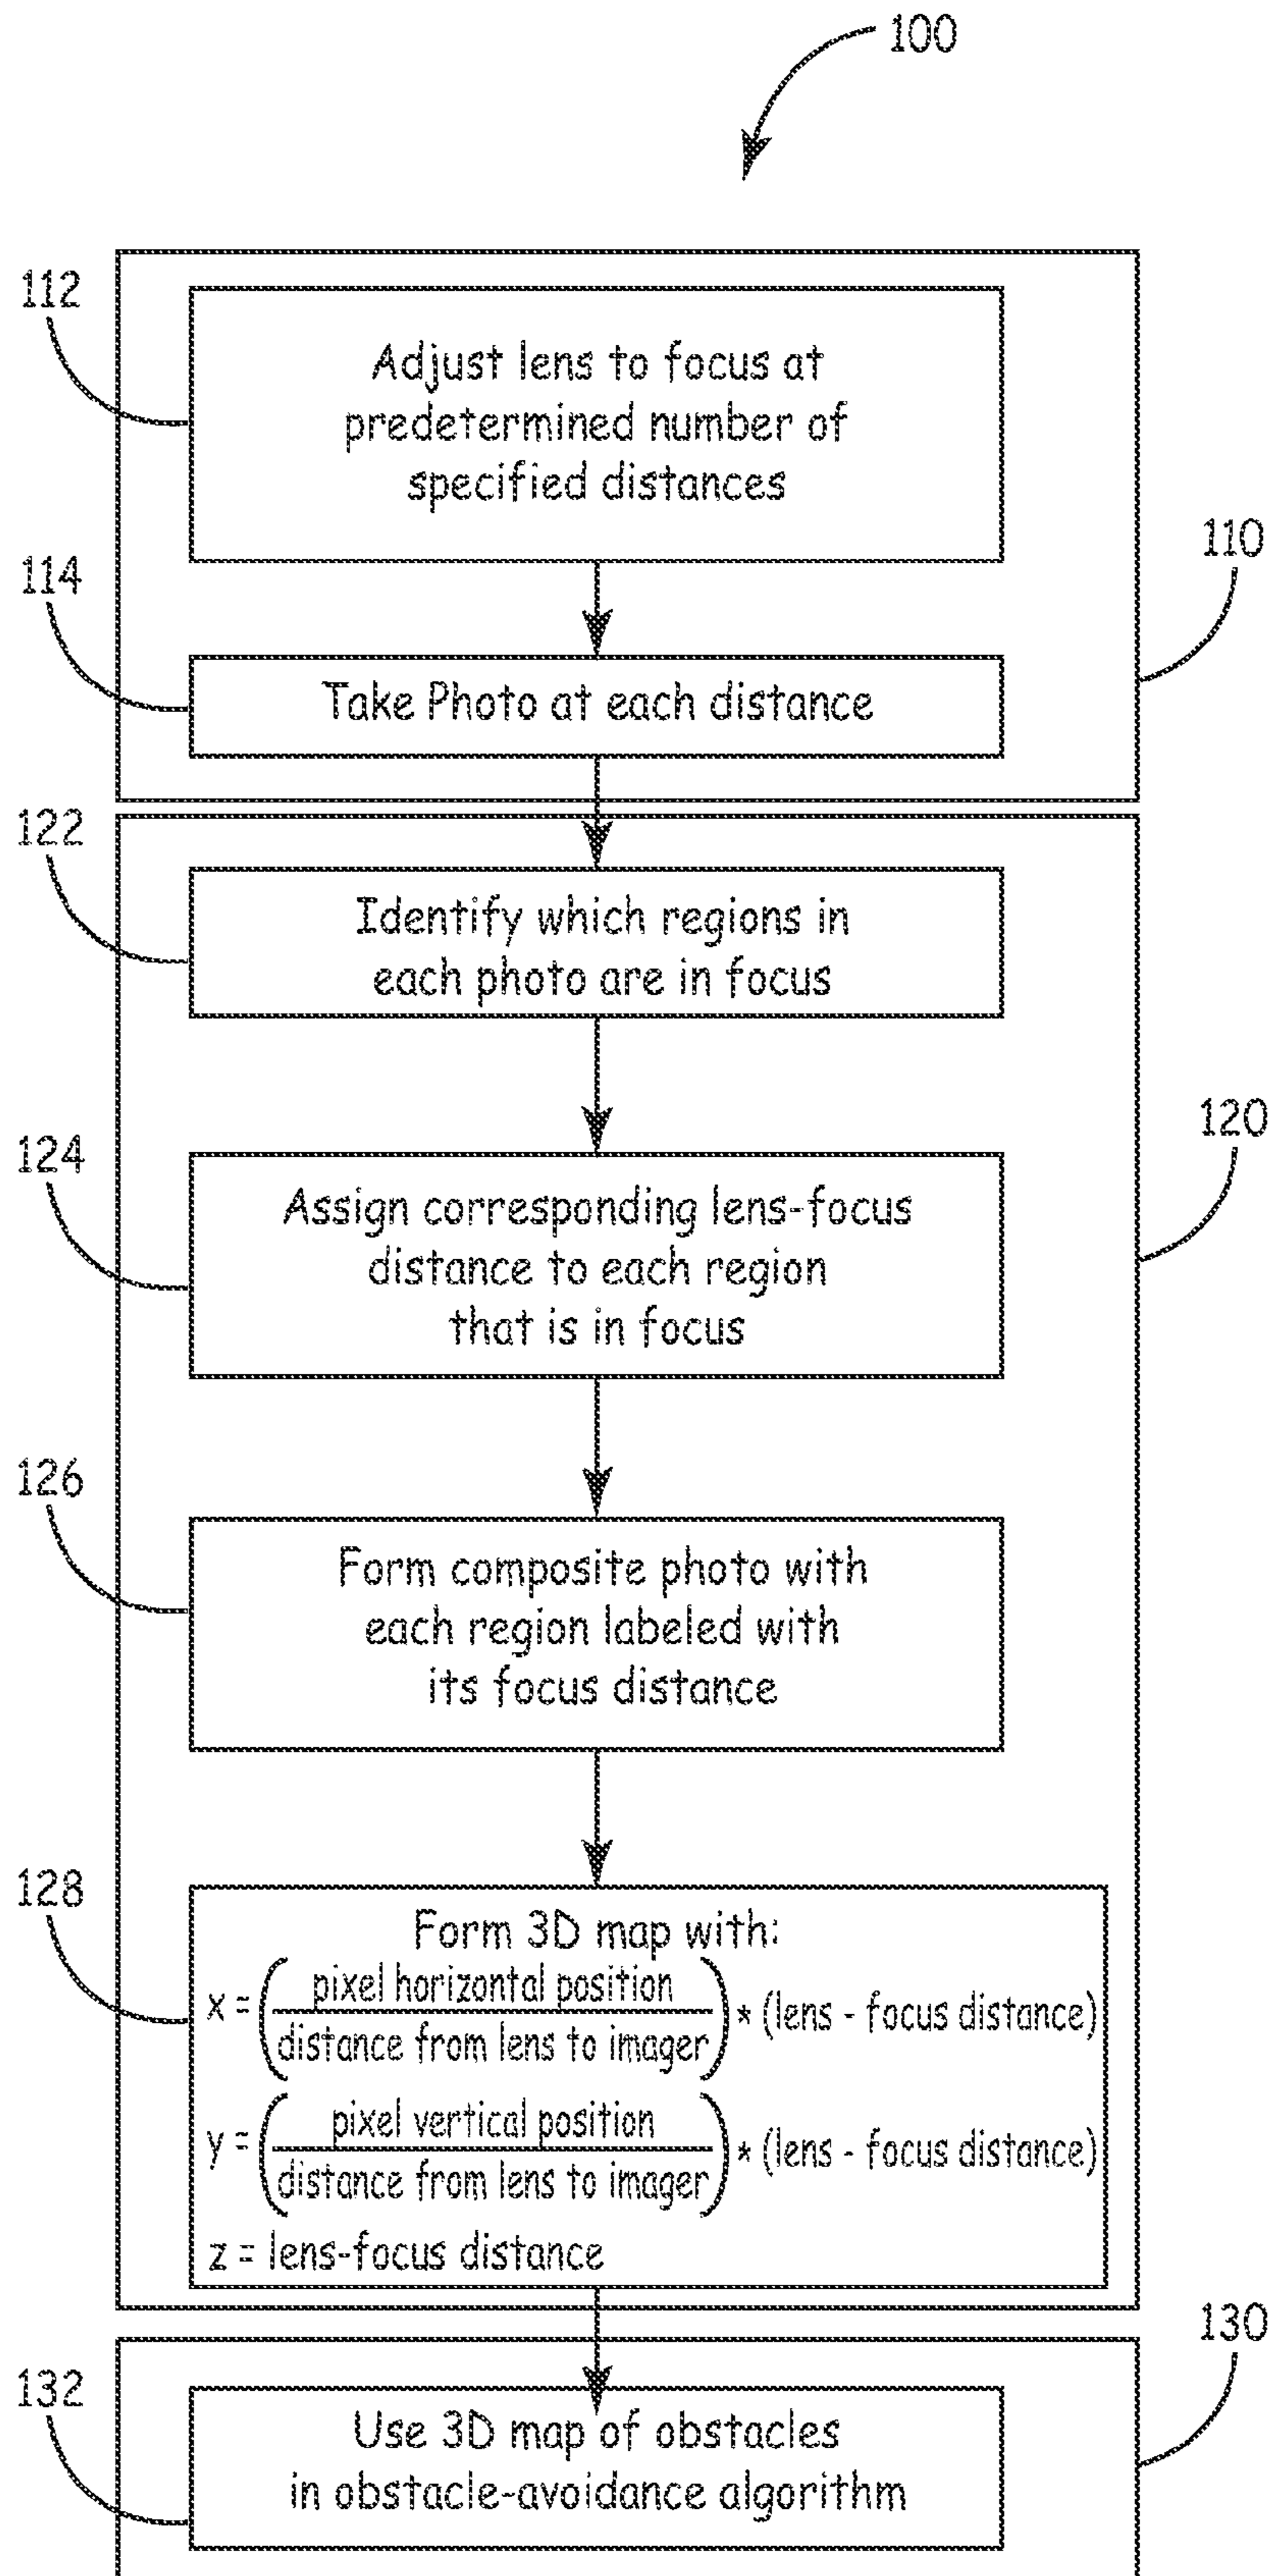 100
112
Adjust lens to focus at
predetermined number of
specified distances
110
114
Take Photo at each distance
122
Identify which regions in
each photo are in focus
120
124
Assign corresponding lens-focus
distance to each region
that is in focus
126
Form composite photo with
each region labeled with
its focus distance
128
Form 3D map with:
x = (pixel horizontal position / distance from lens to imager) * (lens - focus distance)
y = (pixel vertical position / distance from lens to imager) * (lens - focus distance)
z = lens-focus distance
130
132
Use 3D map of obstacles
in obstacle-avoidance algorithm